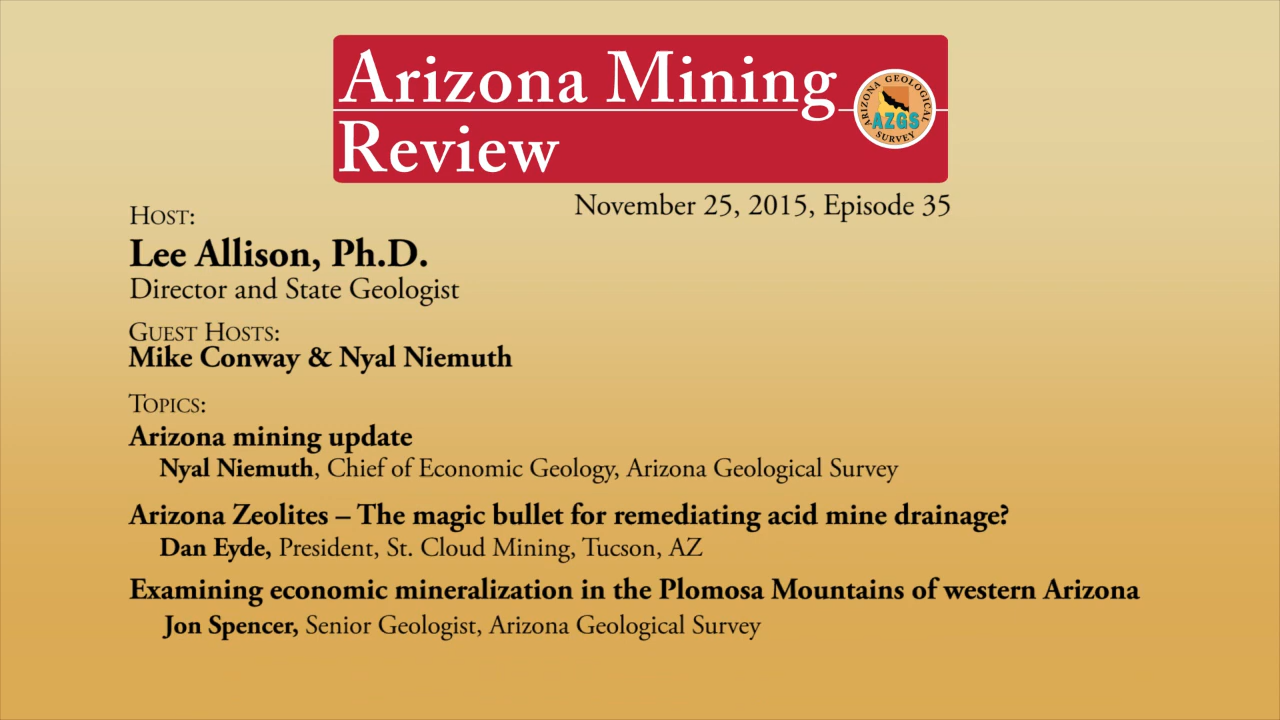 Arizona Mining
Review
ARIZONA GEOLOGICAL
AZGS
SURVEY
November 25, 2015, Episode 35
Host:
Lee Allison, Ph.D.
Director and State Geologist
Guest Hosts:
Mike Conway & Nyal Niemuth
Topics:
Arizona mining update
Nyal Niemuth, Chief of Economic Geology, Arizona Geological Survey
Arizona Zeolites – The magic bullet for remediating acid mine drainage?
Dan Eyde, President, St. Cloud Mining, Tucson, AZ
Examining economic mineralization in the Plomosa Mountains of western Arizona
Jon Spencer, Senior Geologist, Arizona Geological Survey